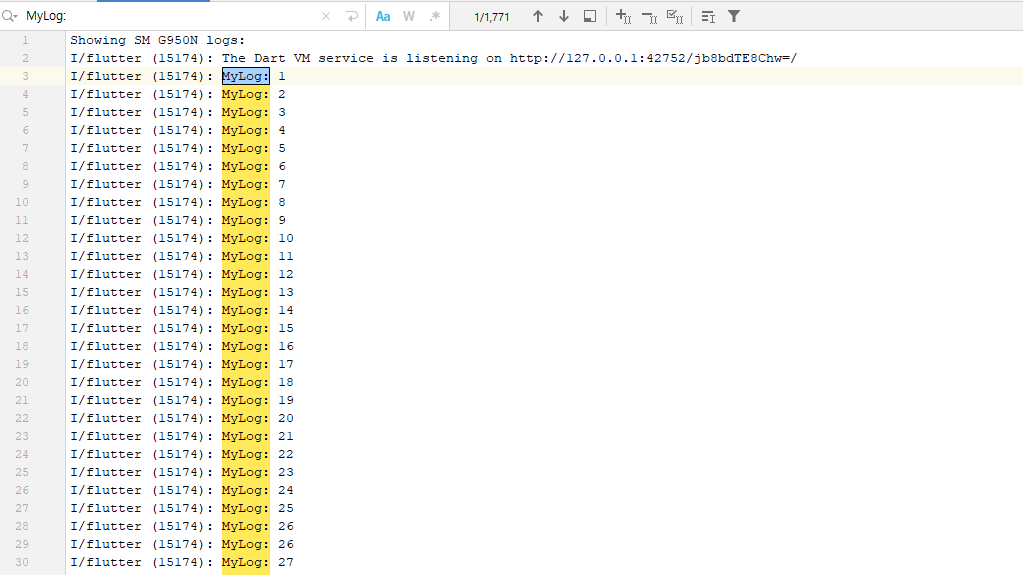 MyLog:
Aa W .* 1/1,771
1 Showing SM G950N logs:
2 I/flutter (15174): The Dart VM service is listening on http://127.0.0.1:42752/jb8bdTE8Chw=/
3 I/flutter (15174): MyLog: 1
4 I/flutter (15174): MyLog: 2
5 I/flutter (15174): MyLog: 3
6 I/flutter (15174): MyLog: 4
7 I/flutter (15174): MyLog: 5
8 I/flutter (15174): MyLog: 6
9 I/flutter (15174): MyLog: 7
10 I/flutter (15174): MyLog: 8
11 I/flutter (15174): MyLog: 9
12 I/flutter (15174): MyLog: 10
13 I/flutter (15174): MyLog: 11
14 I/flutter (15174): MyLog: 12
15 I/flutter (15174): MyLog: 13
16 I/flutter (15174): MyLog: 14
17 I/flutter (15174): MyLog: 15
18 I/flutter (15174): MyLog: 16
19 I/flutter (15174): MyLog: 17
20 I/flutter (15174): MyLog: 18
21 I/flutter (15174): MyLog: 19
22 I/flutter (15174): MyLog: 20
23 I/flutter (15174): MyLog: 21
24 I/flutter (15174): MyLog: 22
25 I/flutter (15174): MyLog: 23
26 I/flutter (15174): MyLog: 24
27 I/flutter (15174): MyLog: 25
28 I/flutter (15174): MyLog: 26
29 I/flutter (15174): MyLog: 26
30 I/flutter (15174): MyLog: 27